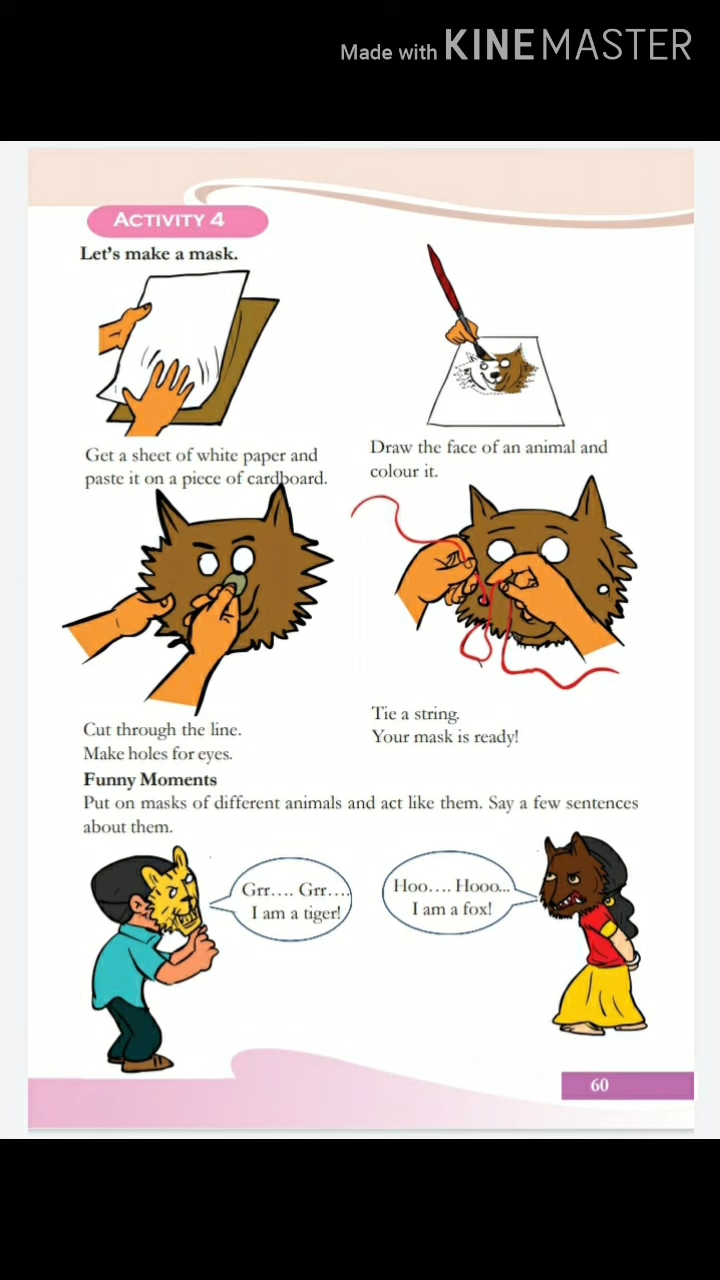 Made with KINEMASTER
ACTIVITY 4
Let's make a mask.
Get a sheet of white paper and
paste it on a piece of cardboard.
Draw the face of an animal and
colour it.
Cut through the line.
Make holes for eyes.
Tie a string.
Your mask is ready!
Funny Moments
Put on masks of different animals and act like them. Say a few sentences
about them.
Grr.... Grr....
I am a tiger!
Hoo.... Hooo...
I am a fox!
60